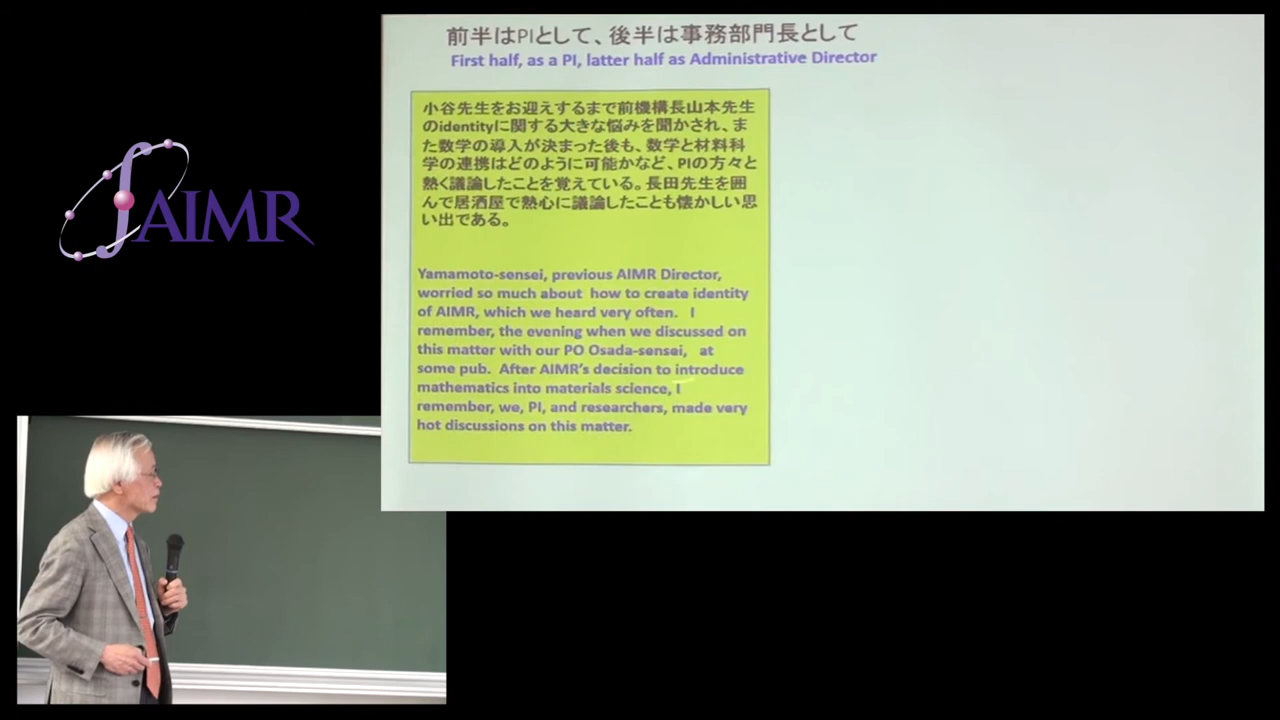 AIMR
前半はPIとして、後半は事務部門長として
First half, as a PI, latter half as Administrative Director
小谷先生をお迎えするまで前機構長山本先生
のidentityに関する大きな悩みを聞かされ、ま
た数学の導入が決まった後も、数学と材料科
学の連携はどのように可能かなど、PIの方々と
熱く議論したことを覚えている。長田先生を囲
んで居酒屋で熱心に議論したことも懐かしい思
い出である。
Yamamoto-sensei, previous AIMR Director,
worried so much about how to create identity
of AIMR, which we heard very often. I
remember, the evening when we discussed on
this matter with our PO Osada-sensei, at
some pub. After AIMR's decision to introduce
mathematics into materials science, I
remember, we, PI, and researchers, made very
hot discussions on this matter.